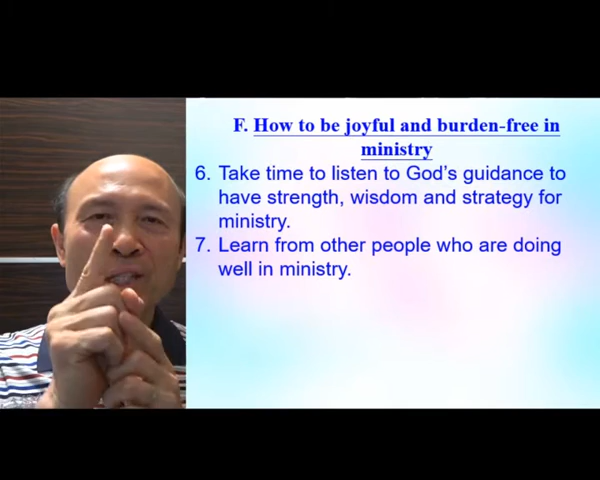 F. How to be joyful and burden-free in
ministry
6. Take time to listen to God's guidance to
have strength, wisdom and strategy for
ministry.
7. Learn from other people who are doing
well in ministry.